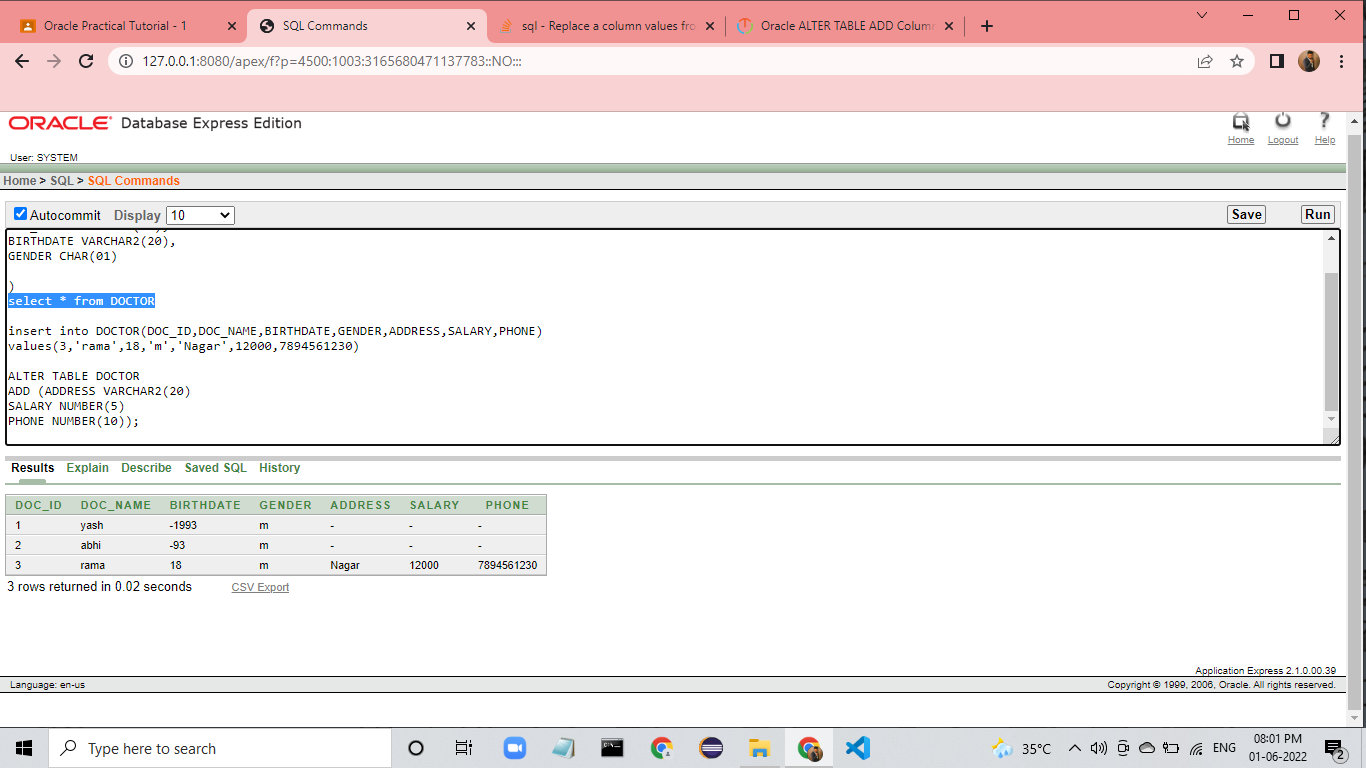 Oracle Practical Tutorial - 1
SQL Commands
sql - Replace a column values fro
Oracle ALTER TABLE ADD Colum
127.0.0.1:8080/apex/f?p=4500:1003:3165680471137783::NO:::
ORACLE Database Express Edition
Home Logout Help
User: SYSTEM
Home > SQL > SQL Commands
Autocommit Display 10 Save Run
BIRTHDATE VARCHAR2(20),
GENDER CHAR(01)
)
select * from DOCTOR
insert into DOCTOR(DOC_ID,DOC_NAME,BIRTHDATE,GENDER,ADDRESS,SALARY,PHONE)
values(3,'rama',18,'m','Nagar',12000,7894561230)
ALTER TABLE DOCTOR
ADD (ADDRESS VARCHAR2(20)
SALARY NUMBER(5)
PHONE NUMBER(10));
Results Explain Describe Saved SQL History
DOC_ID DOC_NAME BIRTHDATE GENDER ADDRESS SALARY PHONE
1 yash -1993 m - - -
2 abhi -93 m - - -
3 rama 18 m Nagar 12000 7894561230
3 rows returned in 0.02 seconds CSV Export
Application Express 2.1.0.00.39
Language: en-us Copyright © 1999, 2006, Oracle. All rights reserved.
Type here to search
35°C
ENG
08:01 PM
01-06-2022
2